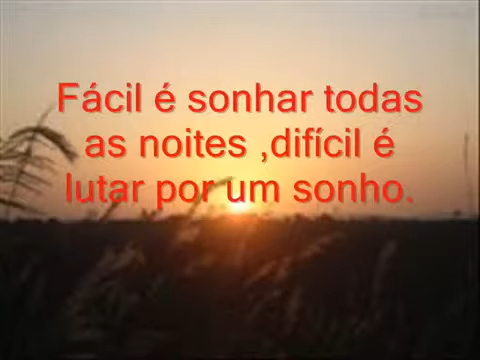 Fácil é sonhar todas
as noites ,difícil é
lutar por um sonho.